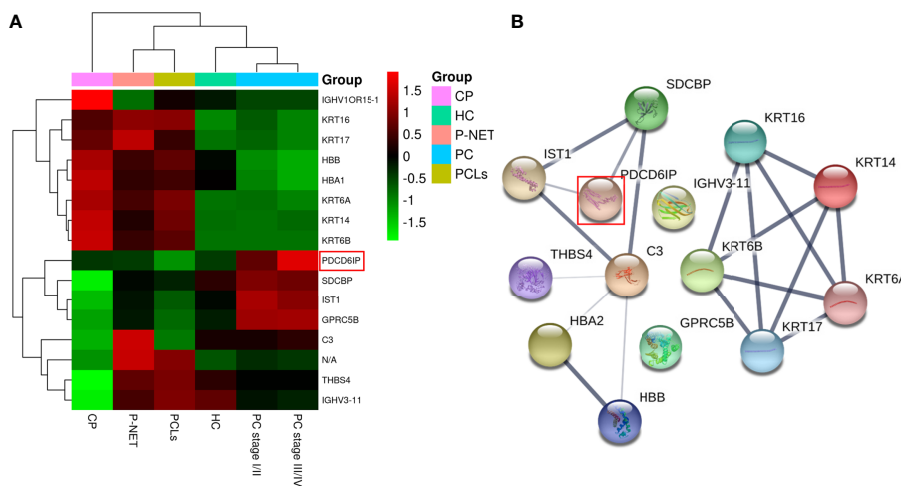 A
Group
IGHV1OR15-1
KRT16
KRT17
HBB
HBA1
KRT6A
KRT14
KRT6B
PDCD6IP
SDCBP
IST1
GPRC5B
C3
N/A
THBS4
IGHV3-11
CP
P-NET
PCLs
HC
PC stage I/II
PC stage III/IV
1.5
1
0.5
0
-0.5
-1
-1.5
Group
CP
HC
P-NET
PC
PCLs
B
SDCBP
KRT16
IST1
KRT14
PDCD6IP
IGHV3-11
KRT6B
C3
THBS4
KRT6A
HBA2
GPRC5B
KRT17
HBB